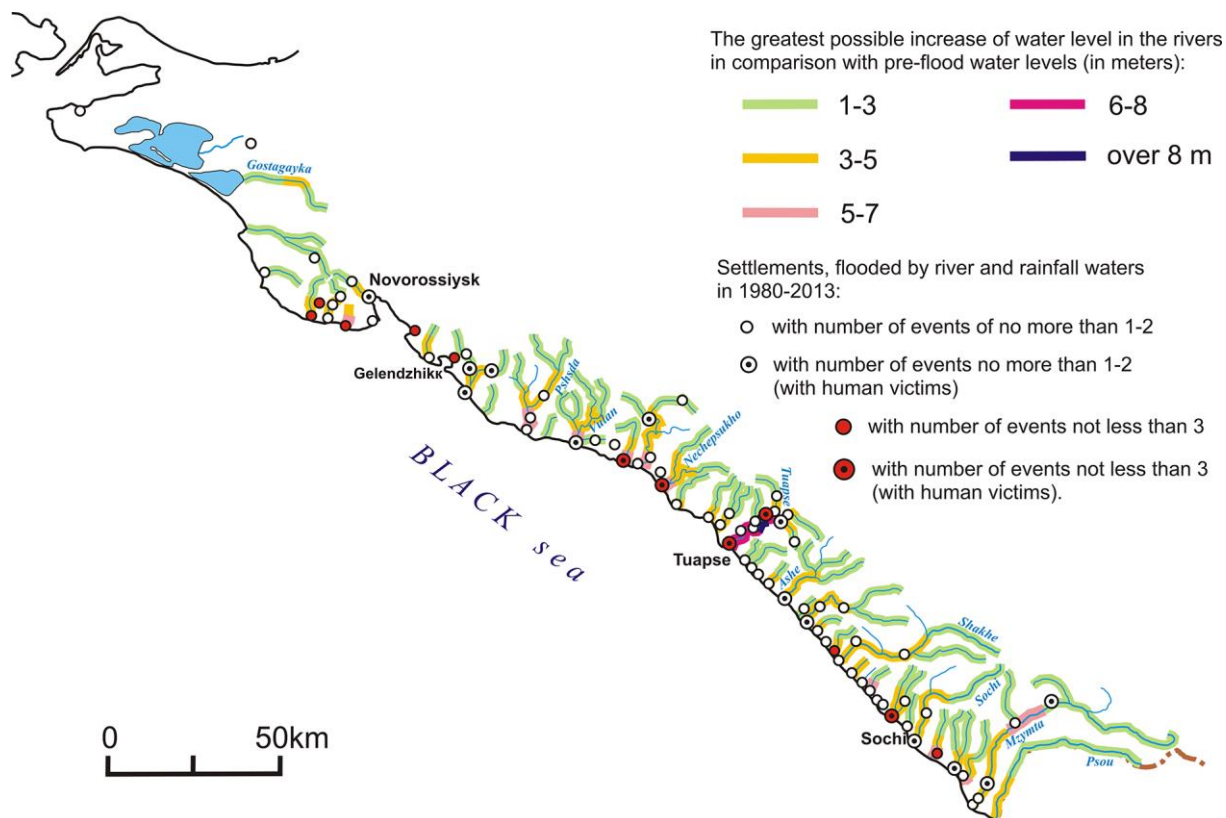 The greatest possible increase of water level in the rivers
in comparison with pre-flood water levels (in meters):
1-3
6-8
3-5
over 8 m
5-7
Settlements, flooded by river and rainfall waters
in 1980-2013:
with number of events of no more than 1-2
with number of events no more than 1-2
(with human victims)
with number of events not less than 3
with number of events not less than 3
(with human victims).
Gostagayka
Novorossiysk
Gelendzhikк
Pshsda
Vulan
Nechepsukho
Tuapse
BLACK sea
Tuapse
Ashe
Shakhe
Sochi
Sochi
Mzymta
Psou
0 50km